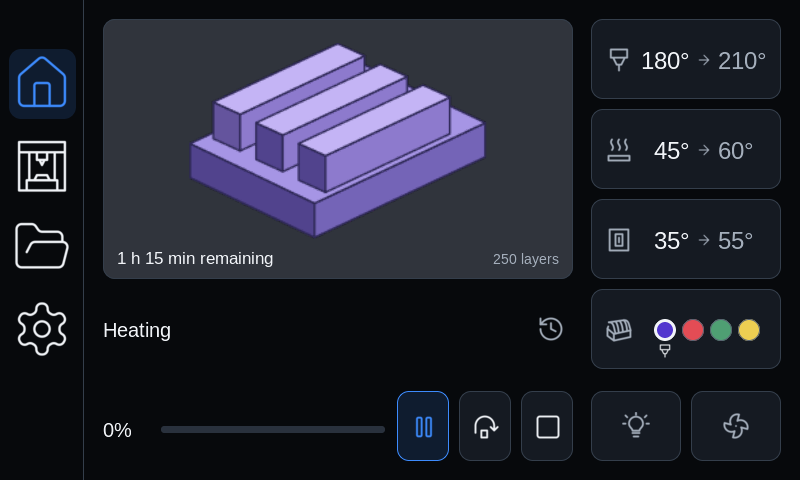 180° → 210°
45° → 60°
35° → 55°
1 h 15 min remaining
250 layers
Heating
0%